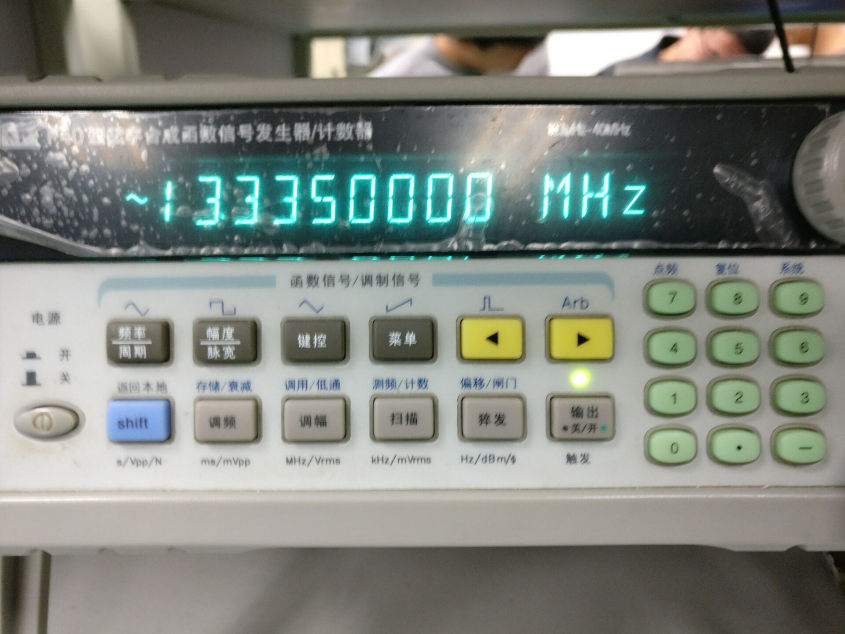 合成函数信号发生器/计数器
~133350000 MHz
函数信号/调制信号
点频 复位 系统
电源
Arb
频率 周期 幅度 脉宽 键控 菜单
7 8 9
开
关
4 5 6
返回本地 存储/衰减 调用/低通 测频/计数 偏移/闸门
shift 调频 调幅 扫描 猝发 输出 关/开
1 2 3
0 • —
s/Vpp/N ms/mVpp MHz/Vrms kHz/mVrms Hz/dBm/ϕ 触发